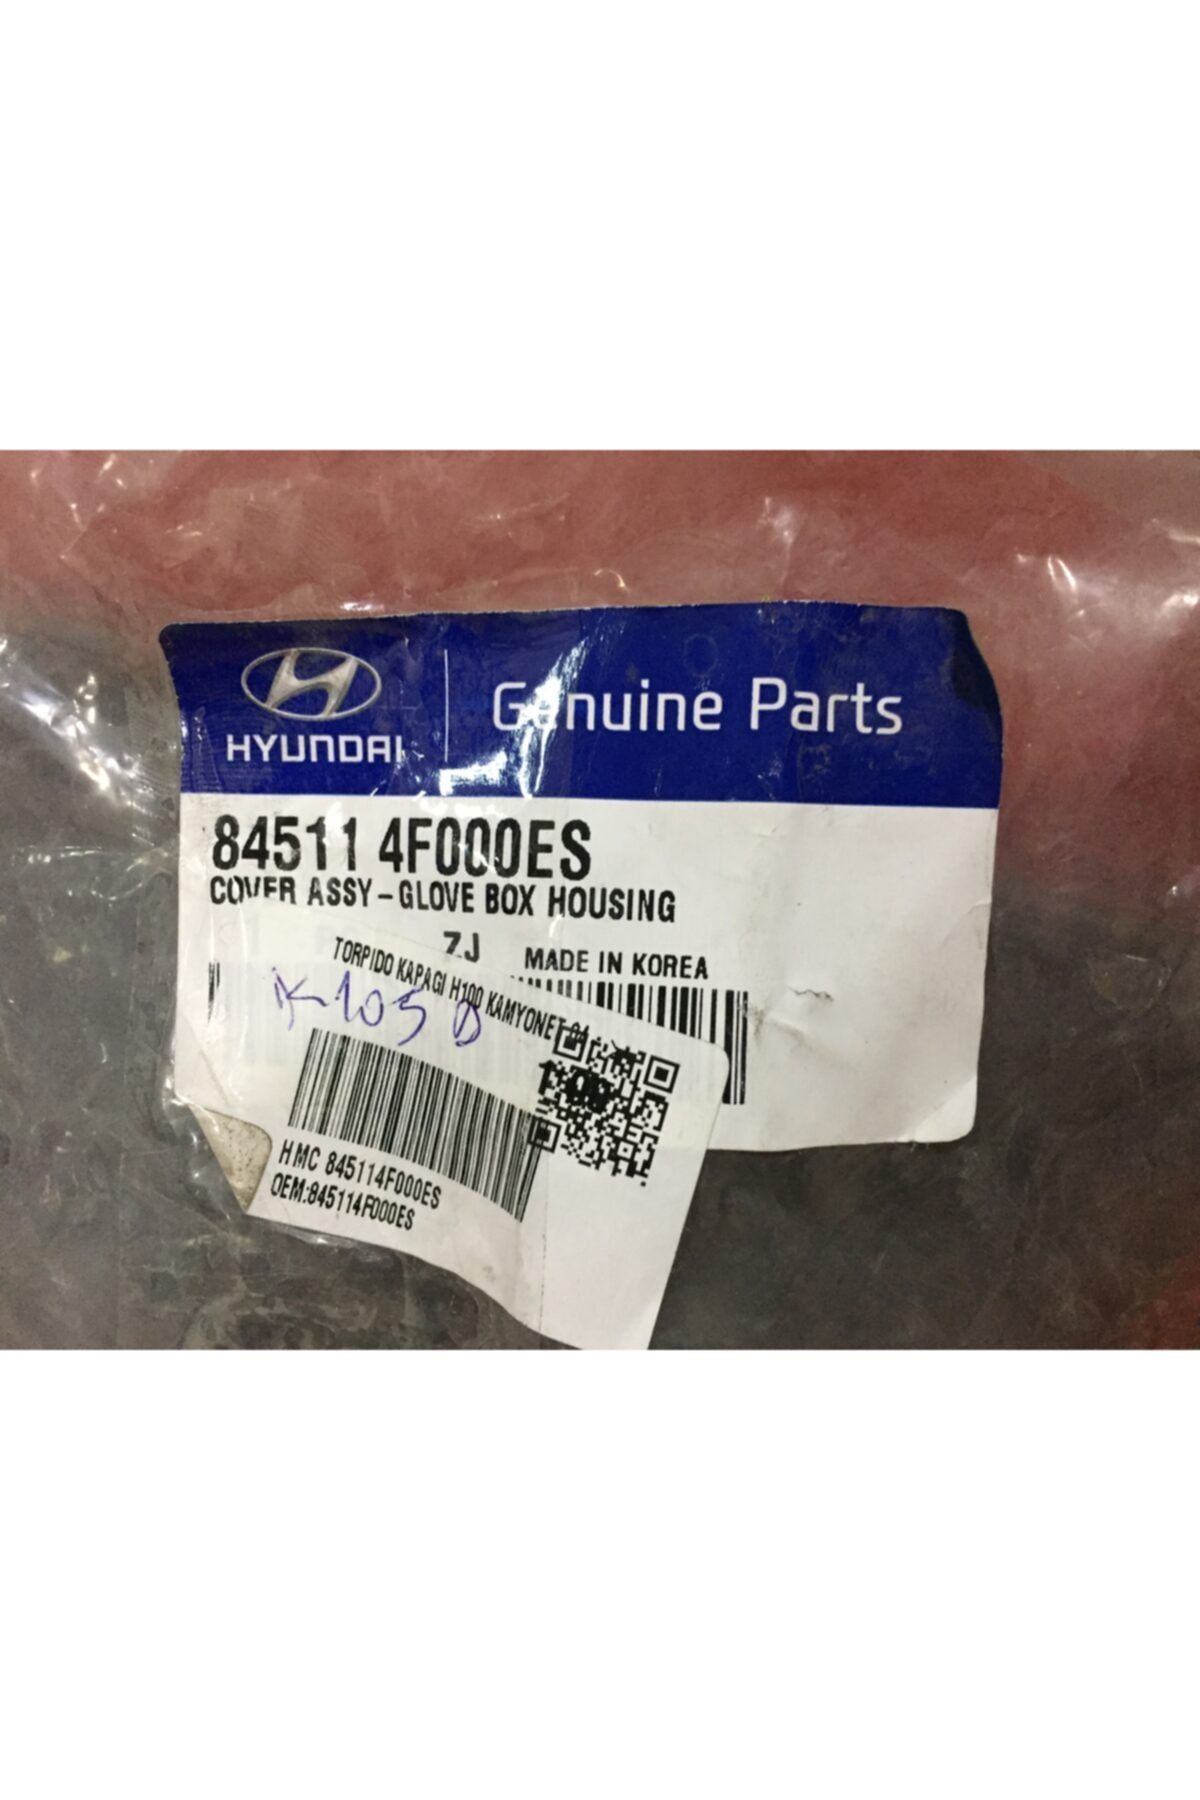 HYUNDAI
Genuine Parts
84511 4F000ES
COVER ASSY-GLOVE BOX HOUSING
ZJ MADE IN KOREA
TORPIDO KAPAGI H100 KAMYONET 04
K105 B
HMC 845114F000ES
OEM:845114F000ES